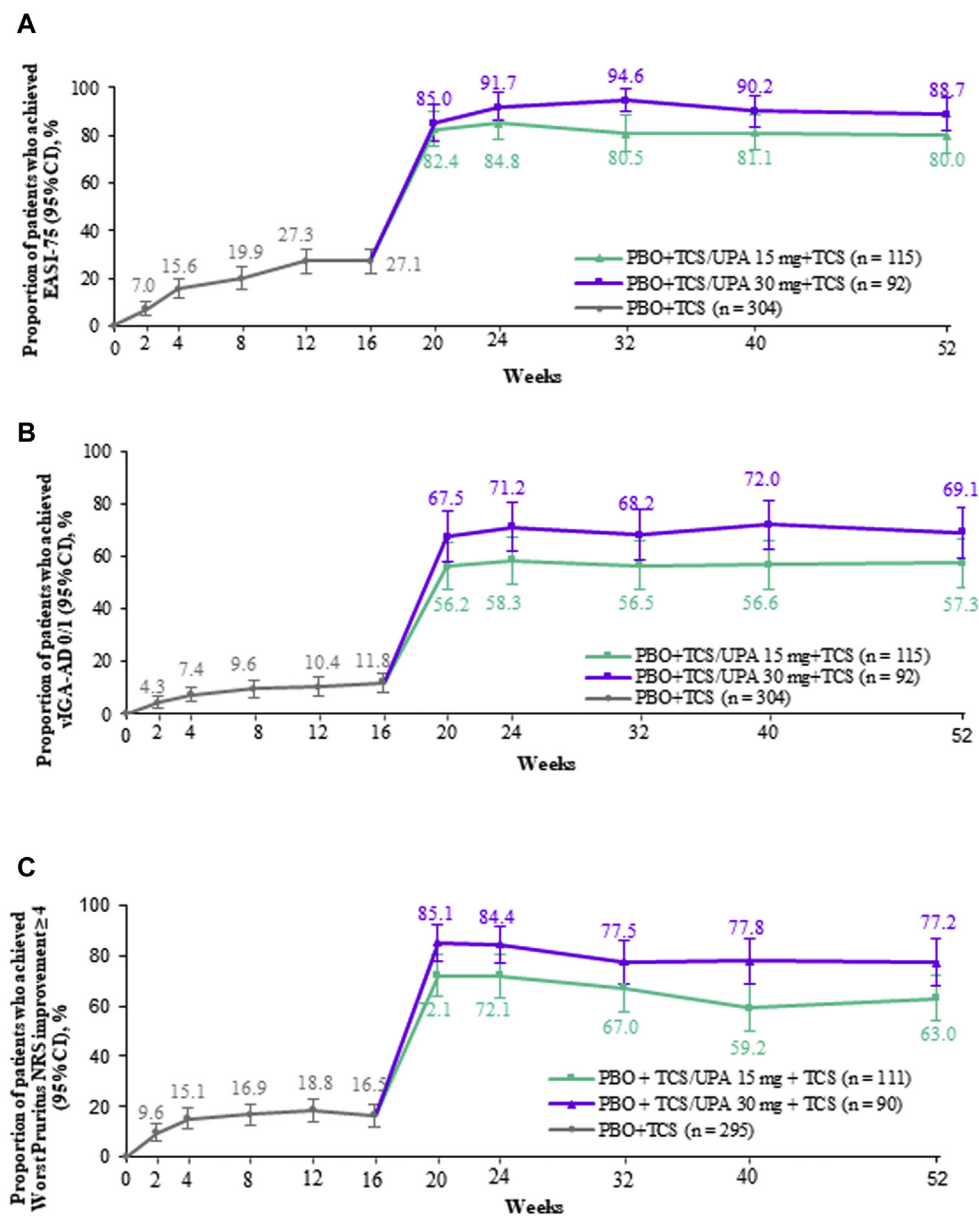 A
Proportion of patients who achieved
EASI-75 (95% CI), %
100
80
60
40
20
0
7.0
15.6
19.9
27.3
27.1
85.0
91.7
94.6
90.2
88.7
82.4
84.8
80.5
81.1
80.0
PBO+TCS/UPA 15 mg+TCS (n = 115)
PBO+TCS/UPA 30 mg+TCS (n = 92)
PBO+TCS (n = 304)
0 2 4 8 12 16 20 24 32 40 52
Weeks
B
Proportion of patients who achieved
vIGA-AD 0/1 (95% CI), %
100
80
60
40
20
0
4.3
7.4
9.6
10.4
11.8
67.5
71.2
68.2
72.0
69.1
56.2
58.3
56.5
56.6
57.3
PBO+TCS/UPA 15 mg+TCS (n = 115)
PBO+TCS/UPA 30 mg+TCS (n = 92)
PBO+TCS (n = 304)
0 2 4 8 12 16 20 24 32 40 52
Weeks
C
Proportion of patients who achieved
Worst Pruritus NRS improvement ≥ 4
(95% CI), %
100
80
60
40
20
0
9.6
15.1
16.9
18.8
16.5
85.1
84.4
77.5
77.8
77.2
2.1
72.1
67.0
59.2
63.0
PBO + TCS/UPA 15 mg + TCS (n = 111)
PBO + TCS/UPA 30 mg + TCS (n = 90)
PBO+TCS (n = 295)
0 2 4 8 12 16 20 24 32 40 52
Weeks